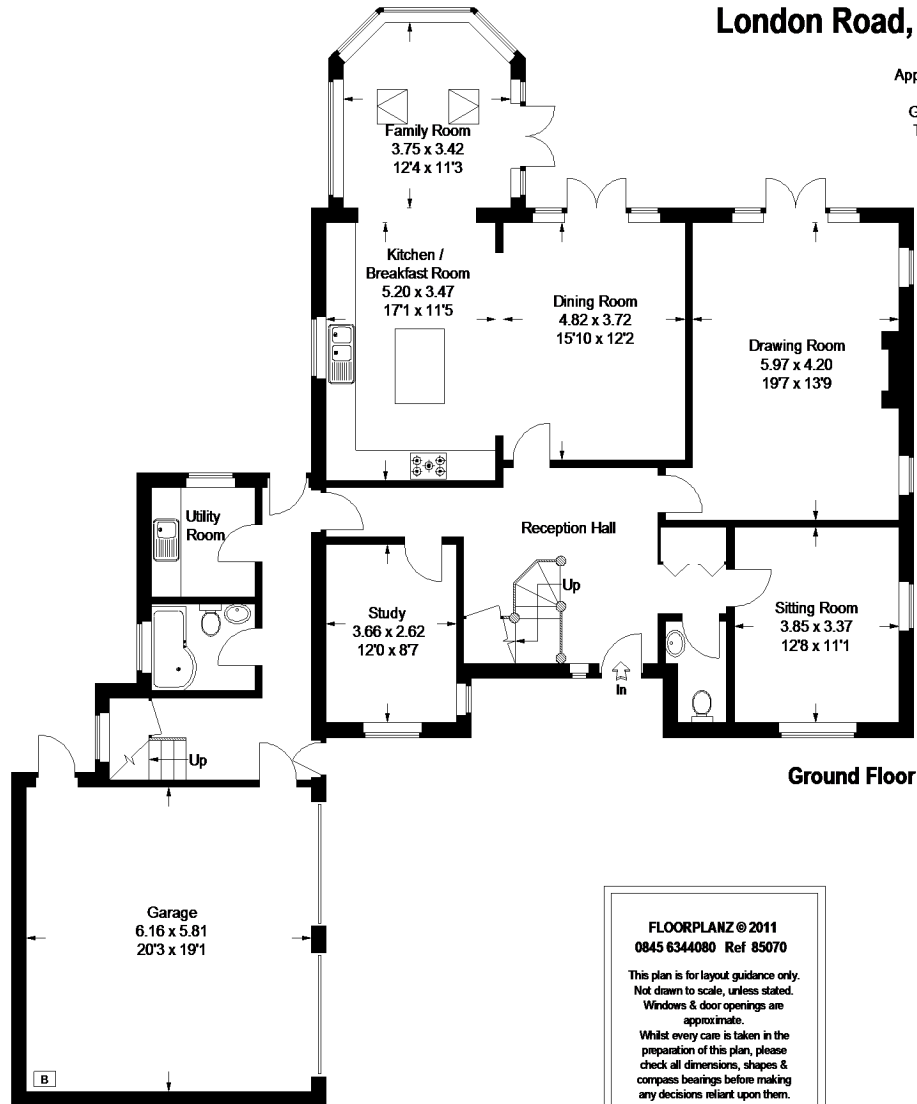 London Road,
App
G
T
Family Room
3.75 x 3.42
12'4 x 11'3
Kitchen /
Breakfast Room
5.20 x 3.47
17'1 x 11'5
Dining Room
4.82 x 3.72
15'10 x 12'2
Drawing Room
5.97 x 4.20
19'7 x 13'9
Utility
Room
Reception Hall
Up
Study
3.66 x 2.62
12'0 x 8'7
Sitting Room
3.85 x 3.37
12'8 x 11'1
In
Up
Ground Floor
Garage
6.16 x 5.81
20'3 x 19'1
B
FLOORPLANZ © 2011
0845 6344080 Ref 85070
This plan is for layout guidance only.
Not drawn to scale, unless stated.
Windows & door openings are
approximate.
Whilst every care is taken in the
preparation of this plan, please
check all dimensions, shapes &
compass bearings before making
any decisions reliant upon them.